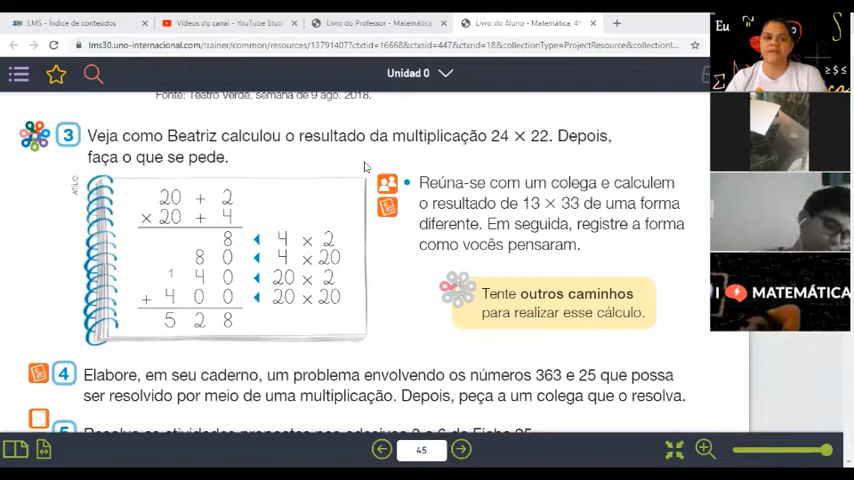 LMS - Índice de conteúdos
Vídeos do canal - YouTube Studi
Livro do Professor - Matemática,
Livro do Aluno - Matemática, 4º
lms30.uno-internacional.com/trainer/common/resources/13791407?ctxtid=16668&ctxsid=447&ctxrid=18&collectionType=ProjectResource&collectionI...
Unidad 0
Fonte: Teatro Verde, semana de 9 ago. 2018.
3 Veja como Beatriz calculou o resultado da multiplicação 24 × 22. Depois,
faça o que se pede.
ATÍLO
20 + 2
× 20 + 4
8 4 × 2
8 0 4 × 20
1 4 0 20 × 2
+ 4 0 0 20 × 20
5 2 8
• Reúna-se com um colega e calculem
o resultado de 13 × 33 de uma forma
diferente. Em seguida, registre a forma
como vocês pensaram.
Tente outros caminhos
para realizar esse cálculo.
4 Elabore, em seu caderno, um problema envolvendo os números 363 e 25 que possa
ser resolvido por meio de uma multiplicação. Depois, peça a um colega que o resolva.
5
45
Eu
≥$≤
I MATEMÁTICA